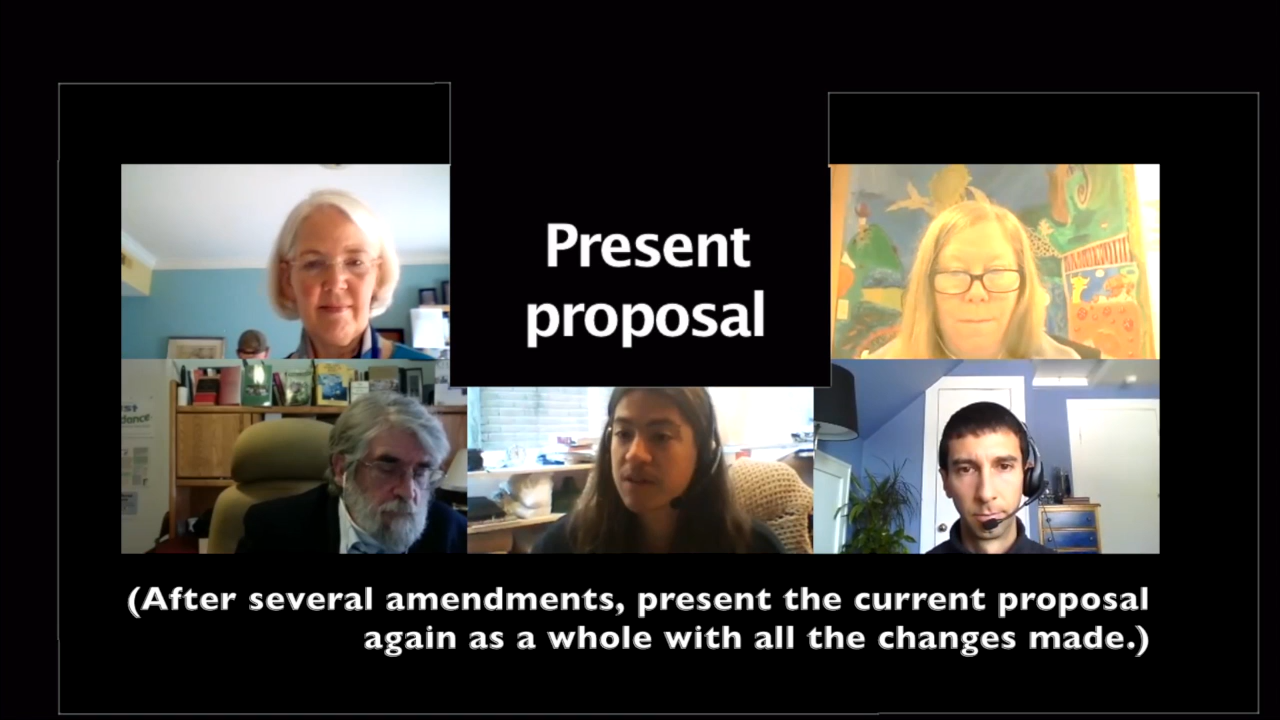 Present
proposal
(After several amendments, present the current proposal
again as a whole with all the changes made.)